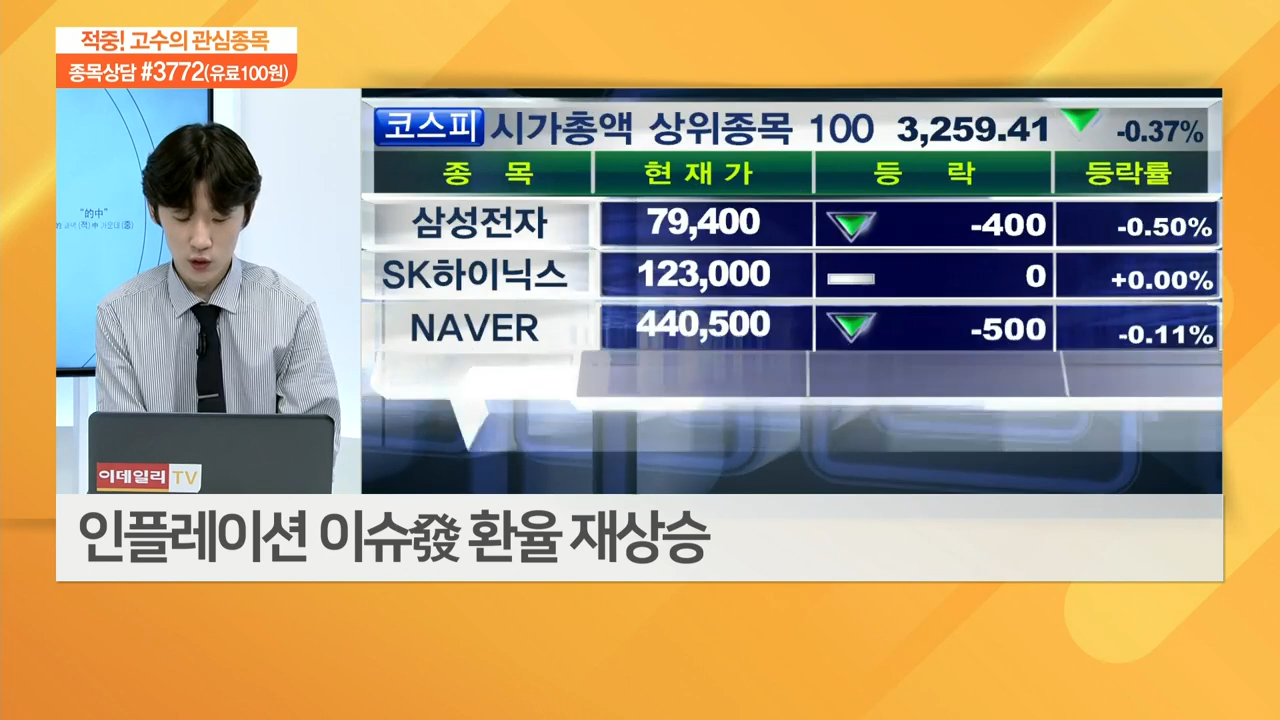 적중! 고수의 관심종목
종목상담 #3772(유료100원)
“的中”
코스피 시가총액 상위종목 100 3,259.41 -0.37%
종 목 현 재 가 등 락 등락률
삼성전자 79,400 -400 -0.50%
SK하이닉스 123,000 0 +0.00%
NAVER 440,500 -500 -0.11%
이데일리 TV
인플레이션 이슈發 환율 재상승